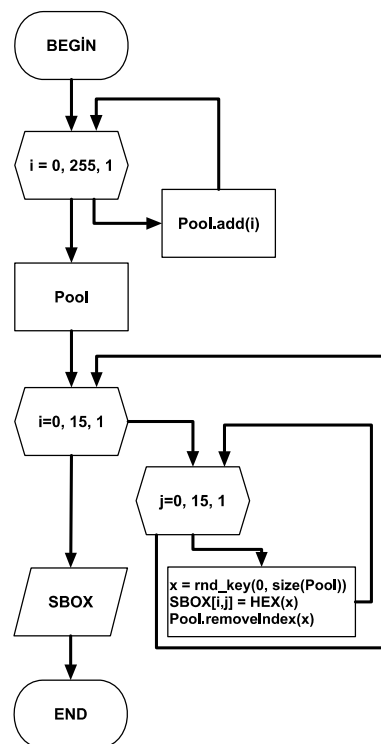 BEGİN
i = 0, 255, 1
Pool.add(i)
Pool
i=0, 15, 1
j=0, 15, 1
x = rnd_key(0, size(Pool))
SBOX[i,j] = HEX(x)
Pool.removeIndex(x)
SBOX
END